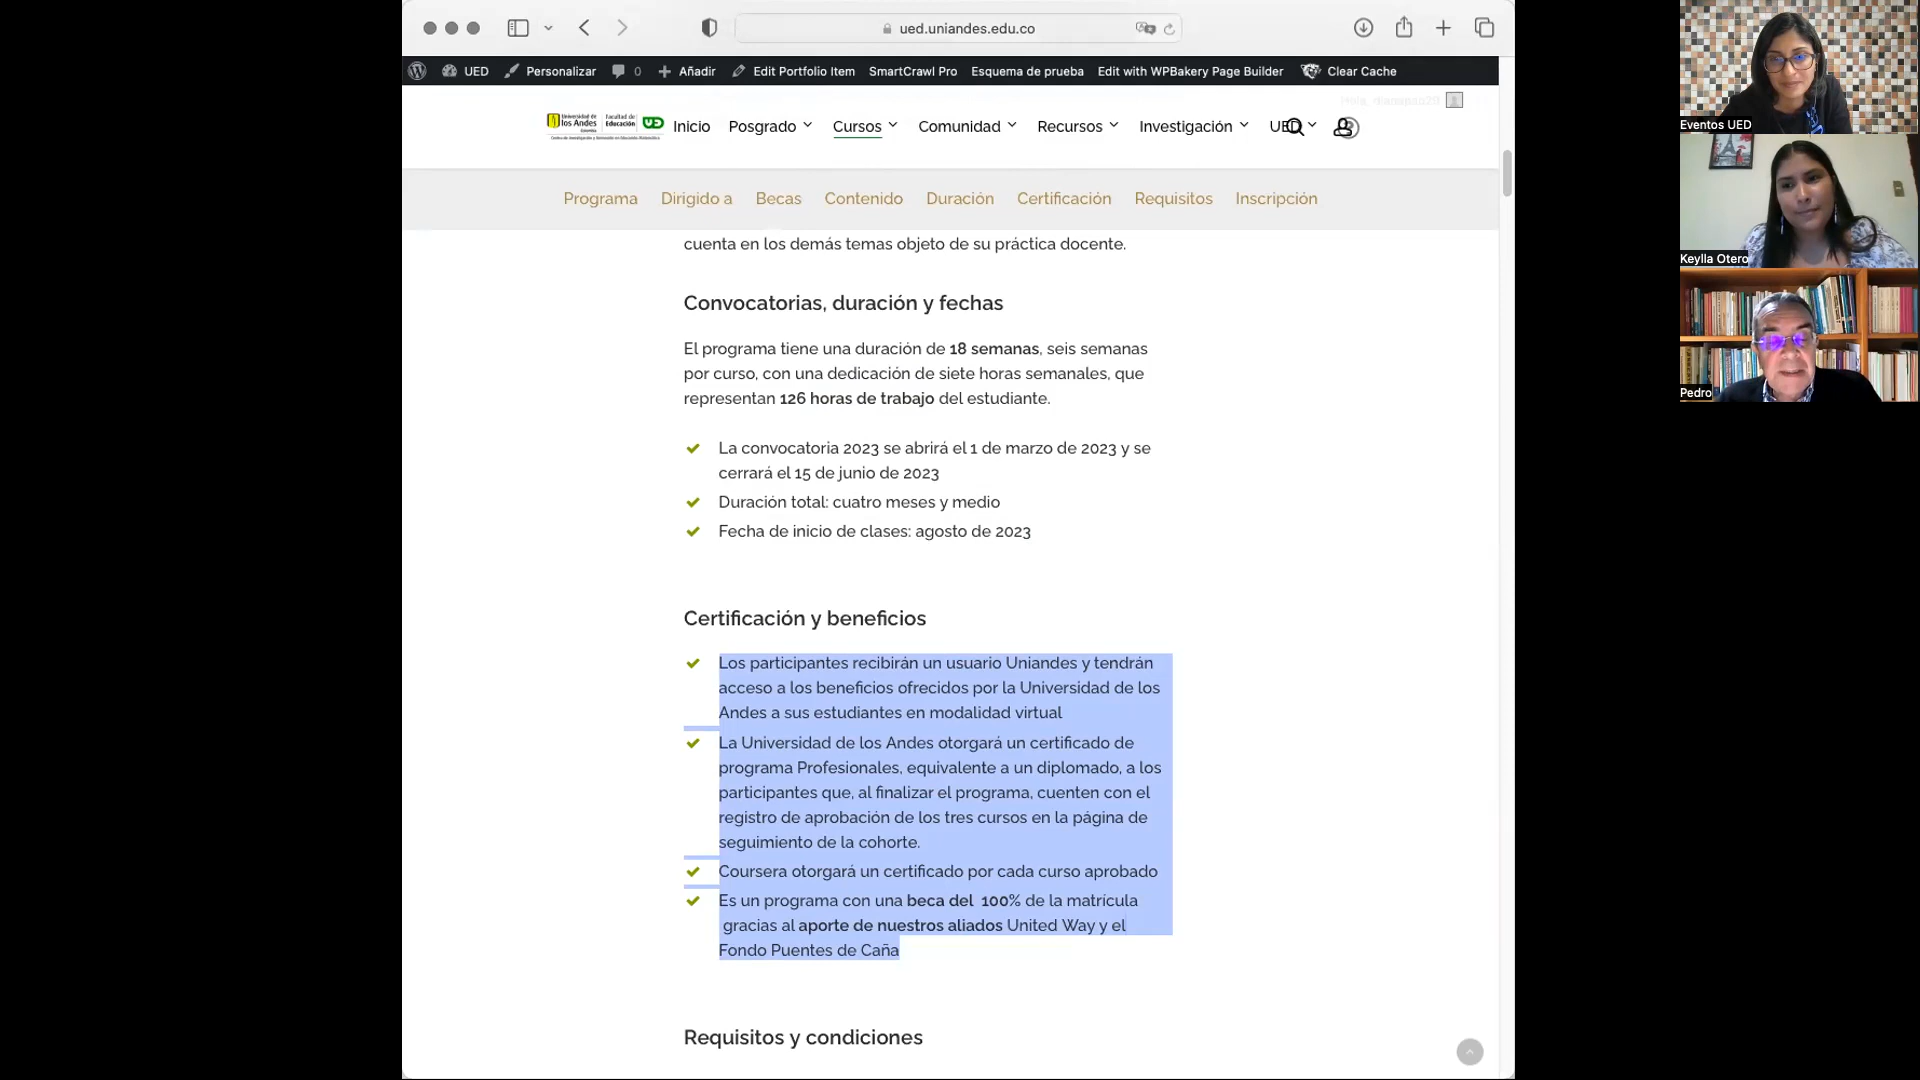 ued.uniandes.edu.co
UED Personalizar 0 Añadir Edit Portfolio Item SmartCrawl Pro Esquema de prueba Edit with WPBakery Page Builder Clear Cache
Universidad de los Andes Colombia Facultad de Educación UED
Inicio Posgrado Cursos Comunidad Recursos Investigación UED
Programa Dirigido a Becas Contenido Duración Certificación Requisitos Inscripción
cuenta en los demás temas objeto de su práctica docente.
Convocatorias, duración y fechas
El programa tiene una duración de 18 semanas, seis semanas
por curso, con una dedicación de siete horas semanales, que
representan 126 horas de trabajo del estudiante.
La convocatoria 2023 se abrirá el 1 de marzo de 2023 y se
cerrará el 15 de junio de 2023
Duración total: cuatro meses y medio
Fecha de inicio de clases: agosto de 2023
Certificación y beneficios
Los participantes recibirán un usuario Uniandes y tendrán
acceso a los beneficios ofrecidos por la Universidad de los
Andes a sus estudiantes en modalidad virtual
La Universidad de los Andes otorgará un certificado de
programa Profesionales, equivalente a un diplomado, a los
participantes que, al finalizar el programa, cuenten con el
registro de aprobación de los tres cursos en la página de
seguimiento de la cohorte.
Coursera otorgará un certificado por cada curso aprobado
Es un programa con una beca del 100% de la matrícula
gracias al aporte de nuestros aliados United Way y el
Fondo Puentes de Caña
Requisitos y condiciones
Eventos UED
Keylla Otero
Pedro